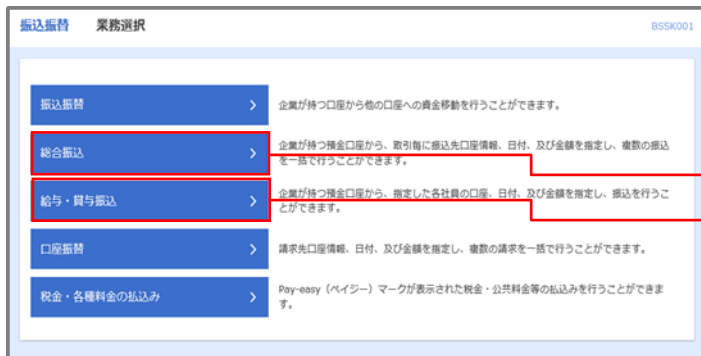 振込振替 業務選択
BSSK001
振込振替
企業が持つ口座から他の口座への資金移動を行うことができます。
総合振込
企業が持つ預金口座から、取引毎に振込先口座情報、日付、及び金額を指定し、複数の振込
を一括で行うことができます。
給与・賞与振込
企業が持つ預金口座から、指定した各社員の口座、日付、及び金額を指定し、振込を行うこ
とができます。
口座振替
請求先口座情報、日付、及び金額を指定し、複数の請求を一括で行うことができます。
税金・各種料金の払込み
Pay-easy（ペイジー）マークが表示された税金・公共料金等の払込みを行うことができま
す。